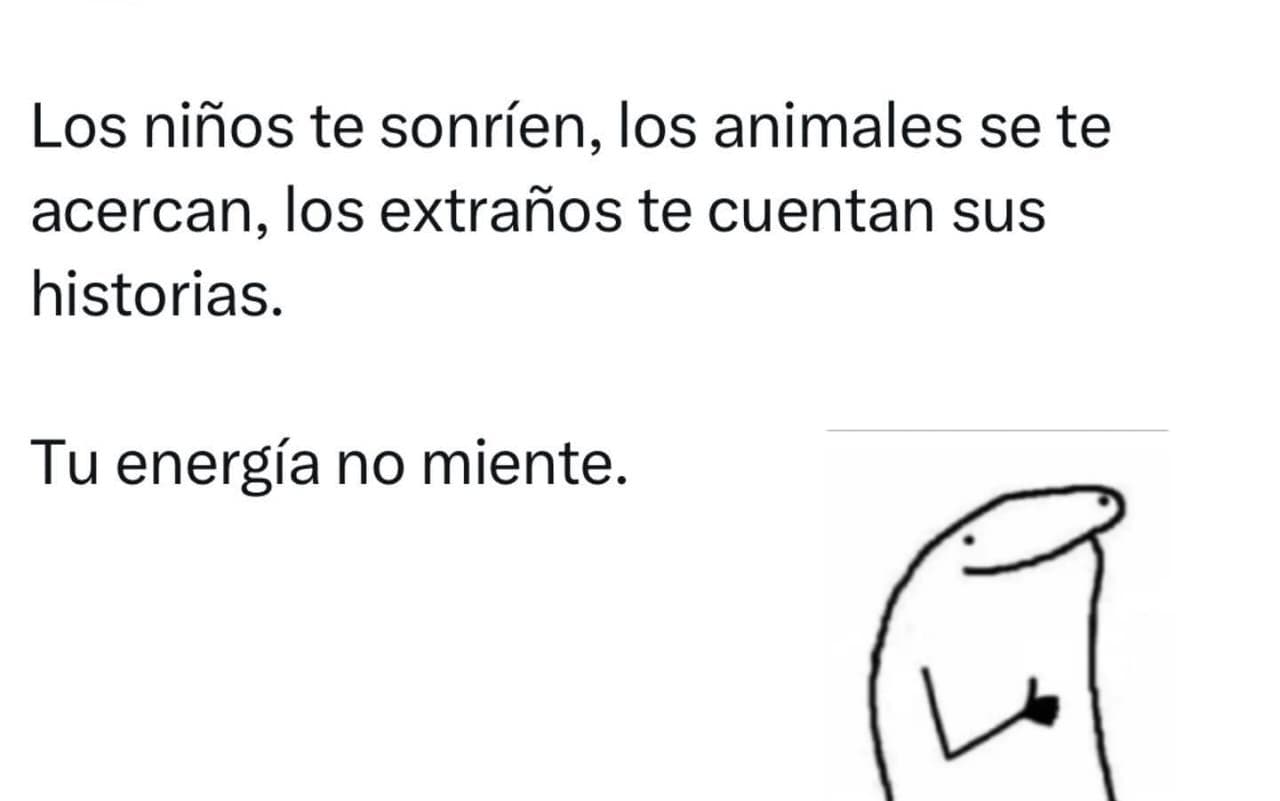 Los niños te sonríen, los animales se te
acercan, los extraños te cuentan sus
historias.
Tu energía no miente.